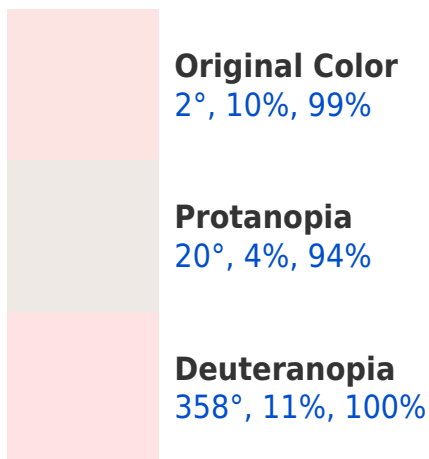 Original Color
2°, 10%, 99%
Protanopia
20°, 4%, 94%
Deuteranopia
358°, 11%, 100%